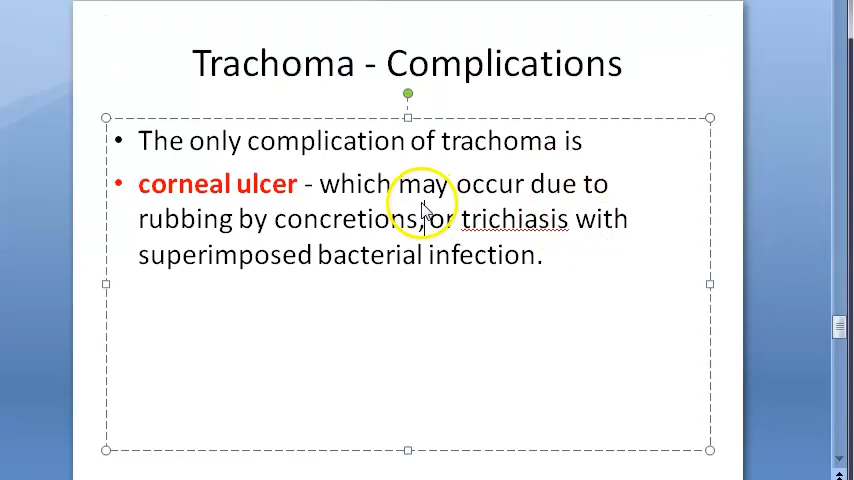 Trachoma - Complications
• The only complication of trachoma is
• corneal ulcer - which may occur due to
rubbing by concretions, or trichiasis with
superimposed bacterial infection.